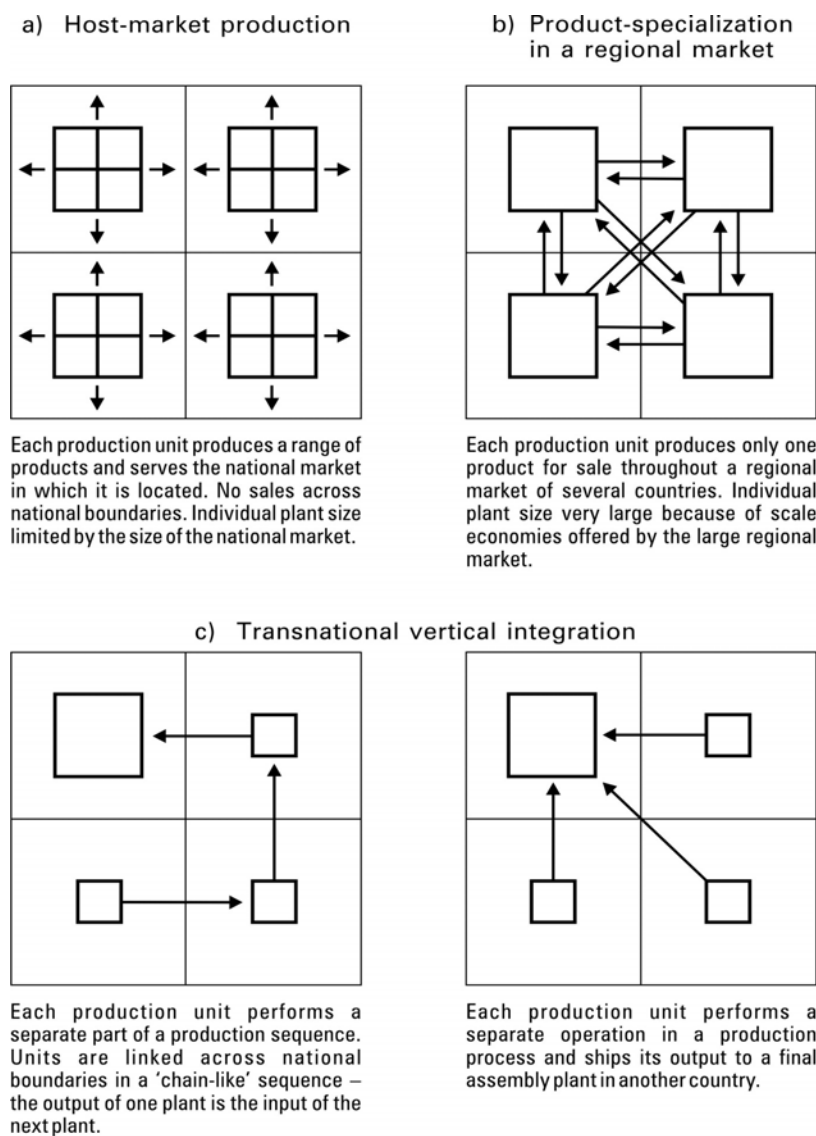 a) Host-market production
b) Product-specialization
in a regional market
Each production unit produces a range of
products and serves the national market
in which it is located. No sales across
national boundaries. Individual plant size
limited by the size of the national market.
Each production unit produces only one
product for sale throughout a regional
market of several countries. Individual
plant size very large because of scale
economies offered by the large regional
market.
c) Transnational vertical integration
Each production unit performs a
separate part of a production sequence.
Units are linked across national
boundaries in a ‘chain-like’ sequence –
the output of one plant is the input of the
next plant.
Each production unit performs a
separate operation in a production
process and ships its output to a final
assembly plant in another country.